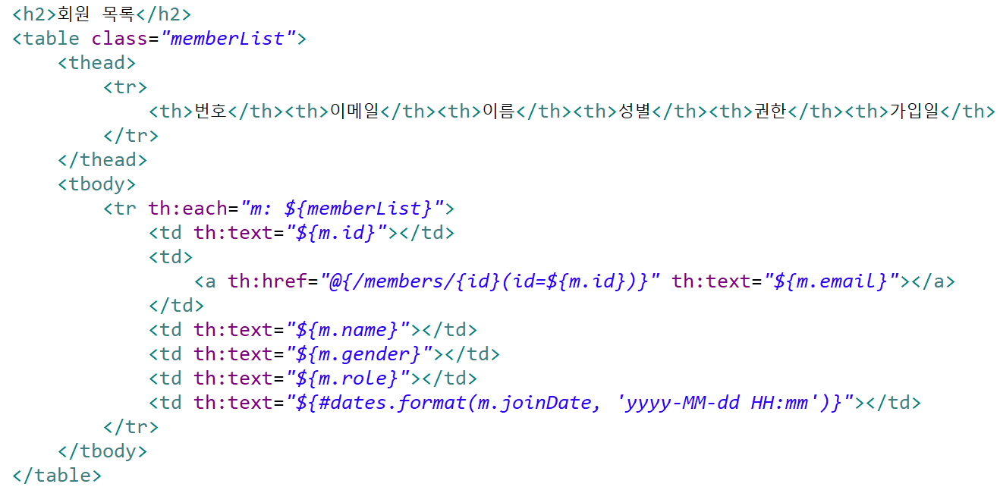 <h2>회원 목록</h2>
<table class="memberList">
    <thead>
        <tr>
            <th>번호</th><th>이메일</th><th>이름</th><th>성별</th><th>권한</th><th>가입일</th>
        </tr>
    </thead>
    <tbody>
        <tr th:each="m: ${memberList}">
            <td th:text="${m.id}"></td>
            <td>
                <a th:href="@{/members/{id}(id=${m.id})}" th:text="${m.email}"></a>
            </td>
            <td th:text="${m.name}"></td>
            <td th:text="${m.gender}"></td>
            <td th:text="${m.role}"></td>
            <td th:text="${#dates.format(m.joinDate, 'yyyy-MM-dd HH:mm')}"></td>
        </tr>
    </tbody>
</table>